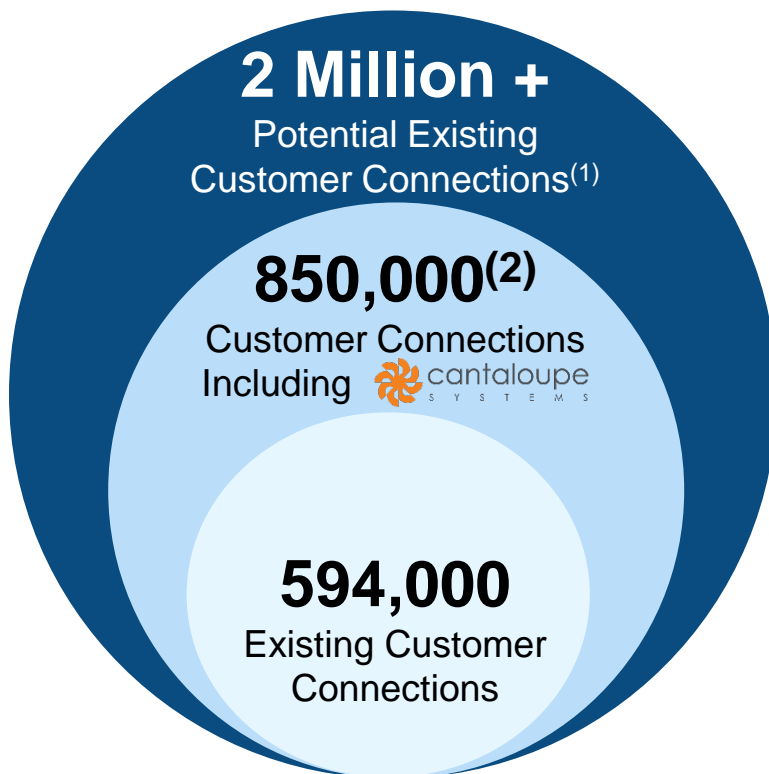 2 Million +
Potential Existing
Customer Connections(1)
850,000(2)
Customer Connections
Including cantaloupe
SYSTEMS
594,000
Existing Customer
Connections